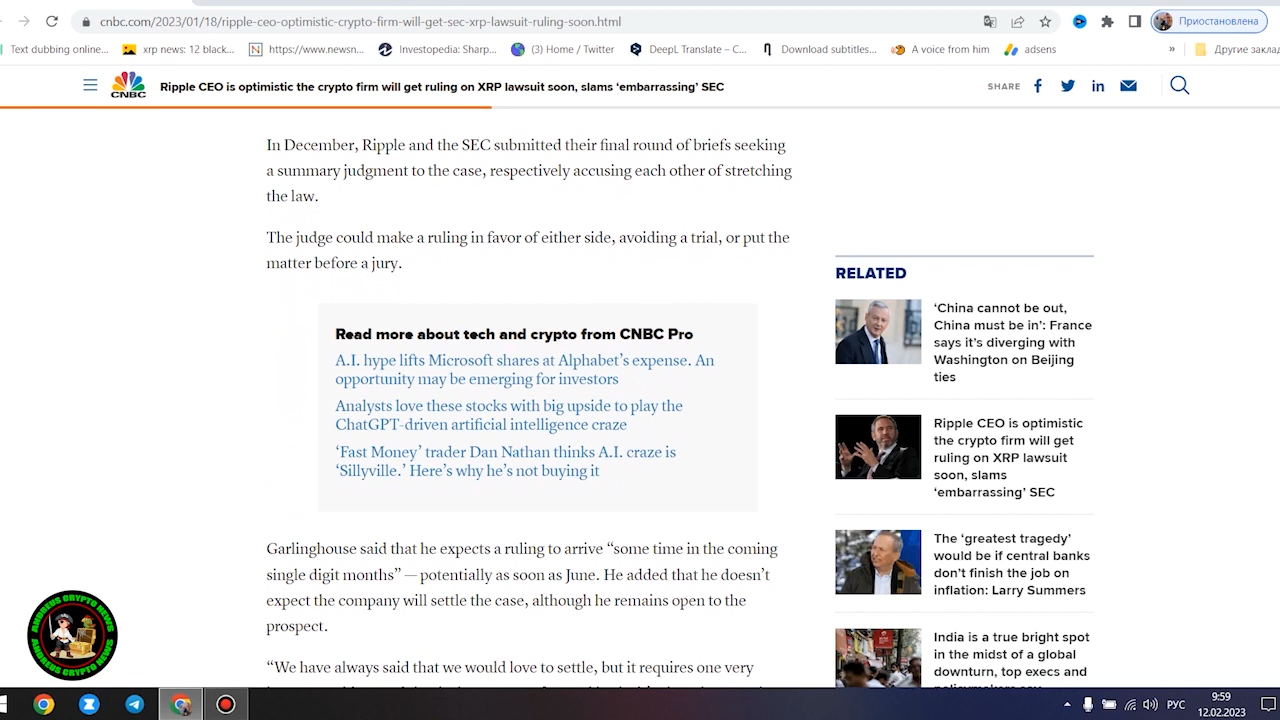 cnbc.com/2023/01/18/ripple-ceo-optimistic-crypto-firm-will-get-sec-xrp-lawsuit-ruling-soon.html
Приостановлена
Text dubbing online...
xrp news: 12 black...
https://www.newsn...
Investopedia: Sharp...
(3) Home / Twitter
DeepL Translate – C...
Download subtitles...
A voice from him
adsens
»
Другие заклад
CNBC
Ripple CEO is optimistic the crypto firm will get ruling on XRP lawsuit soon, slams ‘embarrassing’ SEC
SHARE
In December, Ripple and the SEC submitted their final round of briefs seeking
a summary judgment to the case, respectively accusing each other of stretching
the law.
The judge could make a ruling in favor of either side, avoiding a trial, or put the
matter before a jury.
Read more about tech and crypto from CNBC Pro
A.I. hype lifts Microsoft shares at Alphabet’s expense. An
opportunity may be emerging for investors
Analysts love these stocks with big upside to play the
ChatGPT-driven artificial intelligence craze
‘Fast Money’ trader Dan Nathan thinks A.I. craze is
‘Sillyville.’ Here’s why he’s not buying it
Garlinghouse said that he expects a ruling to arrive “some time in the coming
single digit months” — potentially as soon as June. He added that he doesn’t
expect the company will settle the case, although he remains open to the
prospect.
“We have always said that we would love to settle, but it requires one very
RELATED
‘China cannot be out,
China must be in’: France
says it’s diverging with
Washington on Beijing
ties
Ripple CEO is optimistic
the crypto firm will get
ruling on XRP lawsuit
soon, slams
‘embarrassing’ SEC
The ‘greatest tragedy’
would be if central banks
don’t finish the job on
inflation: Larry Summers
India is a true bright spot
in the midst of a global
downturn, top execs and
ANDREUS CRYPTO NEWS
ANDREUS CRYPTO NEWS
РУС
9:59
12.02.2023